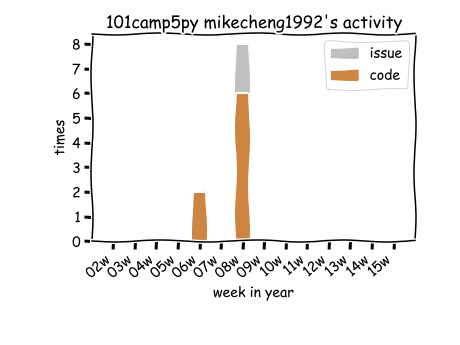 101camp5py mikecheng1992's activity
issue
code
times
8
7
6
5
4
3
2
1
0
02w 03w 04w 05w 06w 07w 08w 09w 10w 11w 12w 13w 14w 15w
week in year